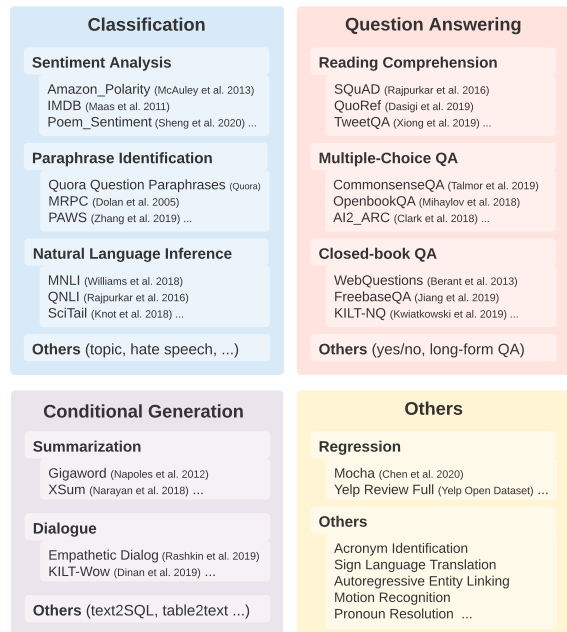 Classification
Sentiment Analysis
Amazon_Polarity (McAuley et al. 2013)
IMDB (Maas et al. 2011)
Poem_Sentiment (Sheng et al. 2020) ...
Paraphrase Identification
Quora Question Paraphrases (Quora)
MRPC (Dolan et al. 2005)
PAWS (Zhang et al. 2019) ...
Natural Language Inference
MNLI (Williams et al. 2018)
QNLI (Rajpurkar et al. 2016)
SciTail (Knot et al. 2018) ...
Others (topic, hate speech, ...)
Question Answering
Reading Comprehension
SQuAD (Rajpurkar et al. 2016)
QuoRef (Dasigi et al. 2019)
TweetQA (Xiong et al. 2019) ...
Multiple-Choice QA
CommonsenseQA (Talmor et al. 2019)
OpenbookQA (Mihaylov et al. 2018)
AI2_ARC (Clark et al. 2018) ...
Closed-book QA
WebQuestions (Berant et al. 2013)
FreebaseQA (Jiang et al. 2019)
KILT-NQ (Kwiatkowski et al. 2019) ...
Others (yes/no, long-form QA)
Conditional Generation
Summarization
Gigaword (Napoles et al. 2012)
XSum (Narayan et al. 2018) ...
Dialogue
Empathetic Dialog (Rashkin et al. 2019)
KILT-Wow (Dinan et al. 2019) ...
Others (text2SQL, table2text ...)
Others
Regression
Mocha (Chen et al. 2020)
Yelp Review Full (Yelp Open Dataset) ...
Others
Acronym Identification
Sign Language Translation
Autoregressive Entity Linking
Motion Recognition
Pronoun Resolution ...